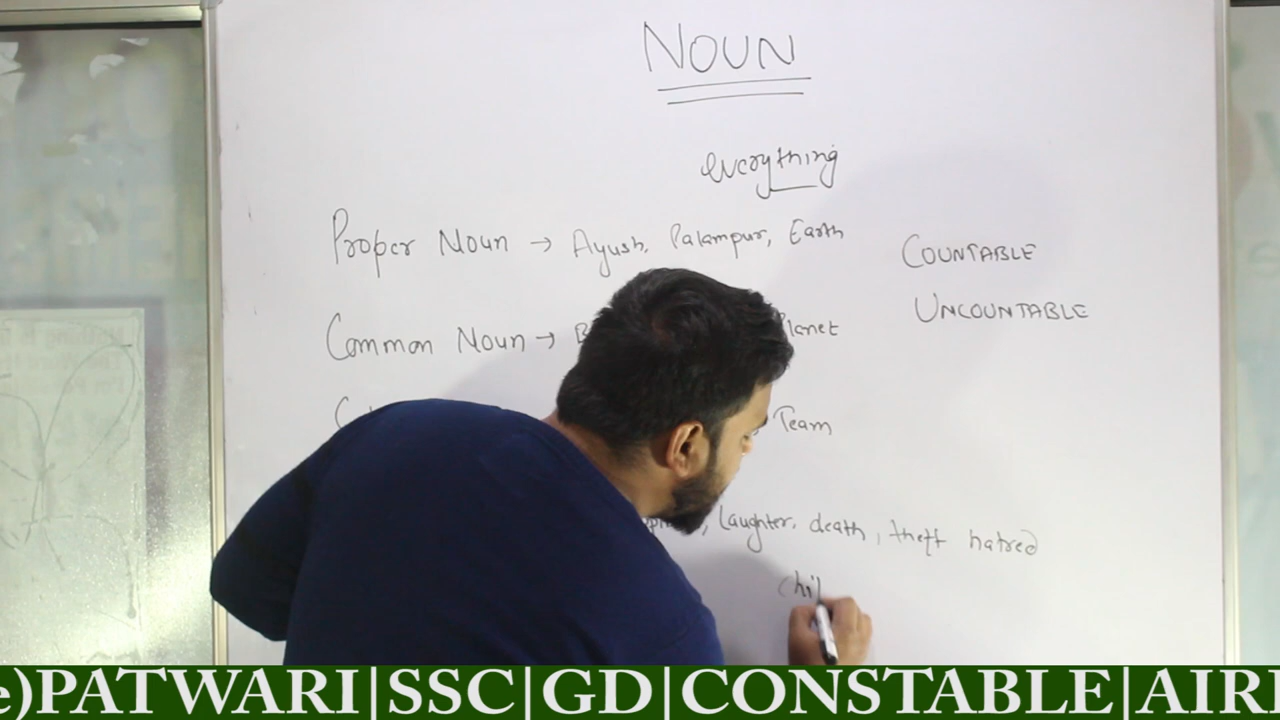 NOUN
everything
Proper Noun → Ayush, Palampur, Earth
COUNTABLE
Common Noun → B Planet
UNCOUNTABLE
C Team
Laughter, death, theft hatred
Chil
e)PATWARI|SSC|GD|CONSTABLE|AIR